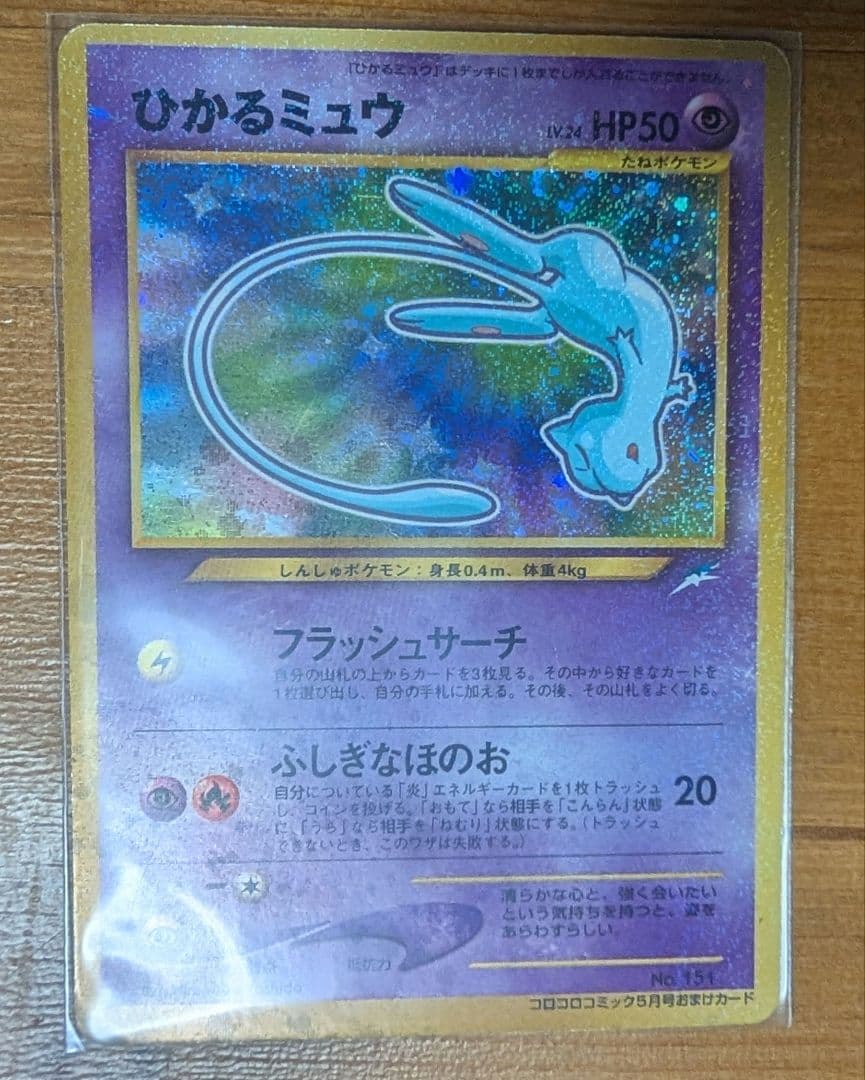 「ひかるミュウ」はデッキに1枚までしか入れることができません。
ひかるミュウ
LV.24 HP50
たねポケモン
しんしゅポケモン:身長0.4m、体重4kg
フラッシュサーチ
自分の山札の上からカードを3枚見る。その中から好きなカードを
1枚選び出し、自分の手札に加える。その後、その山札をよく切る。
ふしぎなほのお
20
自分についている「炎」エネルギーカードを1枚トラッシュ
し、コインを投げる。「おもて」なら相手を「こんらん」状態
に、「うら」なら相手を「ねむり」状態にする。(トラッシュ
できないとき、このワザは失敗する。)
清らかな心と、強く会いたい
という気持ちを持つと、姿を
あらわすらしい。
抵抗力
No. 151
コロコロコミック5月号おまけカード